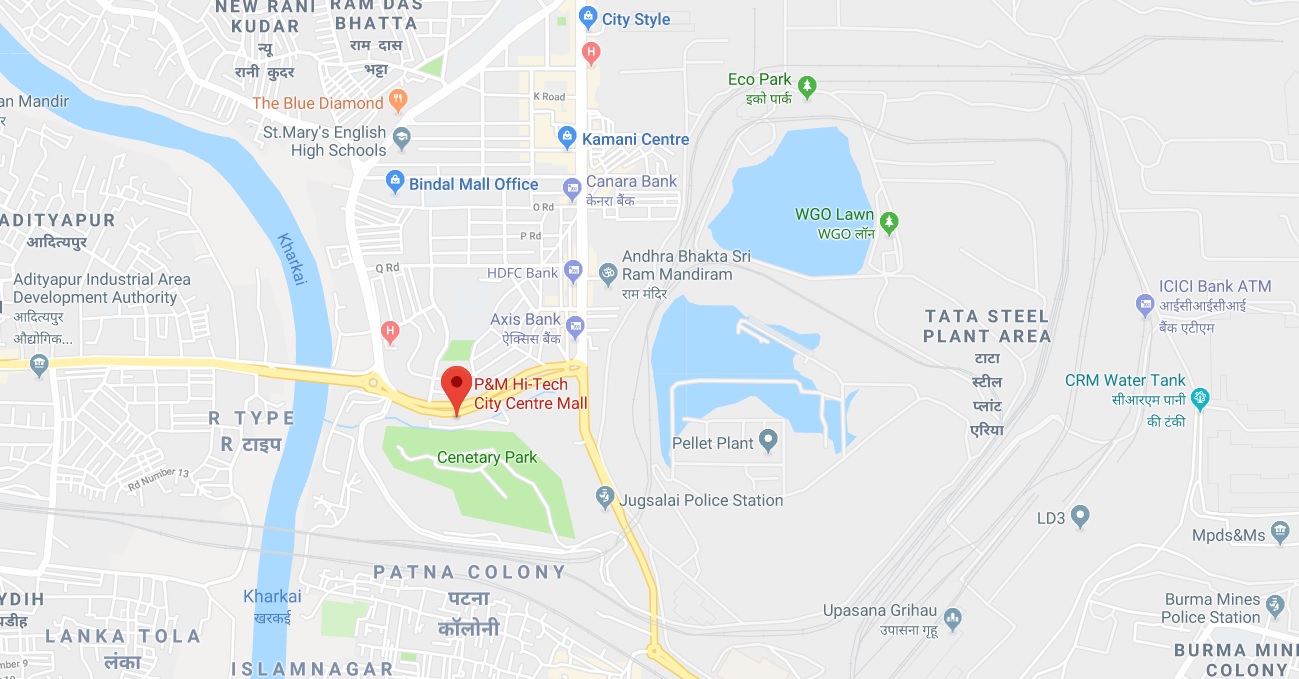 NEW RANI
KUDAR
न्यू
रानी कुदर
RAM DAS
BHATTA
राम दास
भट्टा
City Style
H
Eco Park
इको पार्क
an Mandir
र
The Blue Diamond
K Road
St.Mary's English
High Schools
Kamani Centre
Bindal Mall Office
Canara Bank
केनरा बैंक
O Rd
ADITYAPUR
आदित्यपुर
Kharkai
P Rd
WGO Lawn
WGO लॉन
Q Rd
HDFC Bank
Andhra Bhakta Sri
Ram Mandiram
राम मंदिर
Adityapur Industrial Area
Development Authority
आदित्यपुर
औद्योगिक...
H
Axis Bank
ऐक्सिस बैंक
TATA STEEL
PLANT AREA
टाटा
स्टील
प्लांट
एरिया
ICICI Bank ATM
आईसीआईसीआई
बैंक एटीएम
P&M Hi-Tech
City Centre Mall
CRM Water Tank
सीआरएम पानी
की टंकी
R TYPE
R टाइप
Cenetary Park
Pellet Plant
Rd Number 13
Jugsalai Police Station
LD3
Mpds&Ms
PATNA COLONY
पटना
कॉलोनी
Kharkai
खरकई
YDIH
डीह
Upasana Grihau
उपासना गृह
Burma Mines
Police Station
LANKA TOLA
लंका
mber 9
ISLAMNAGAR
BURMA MINI
COLONY